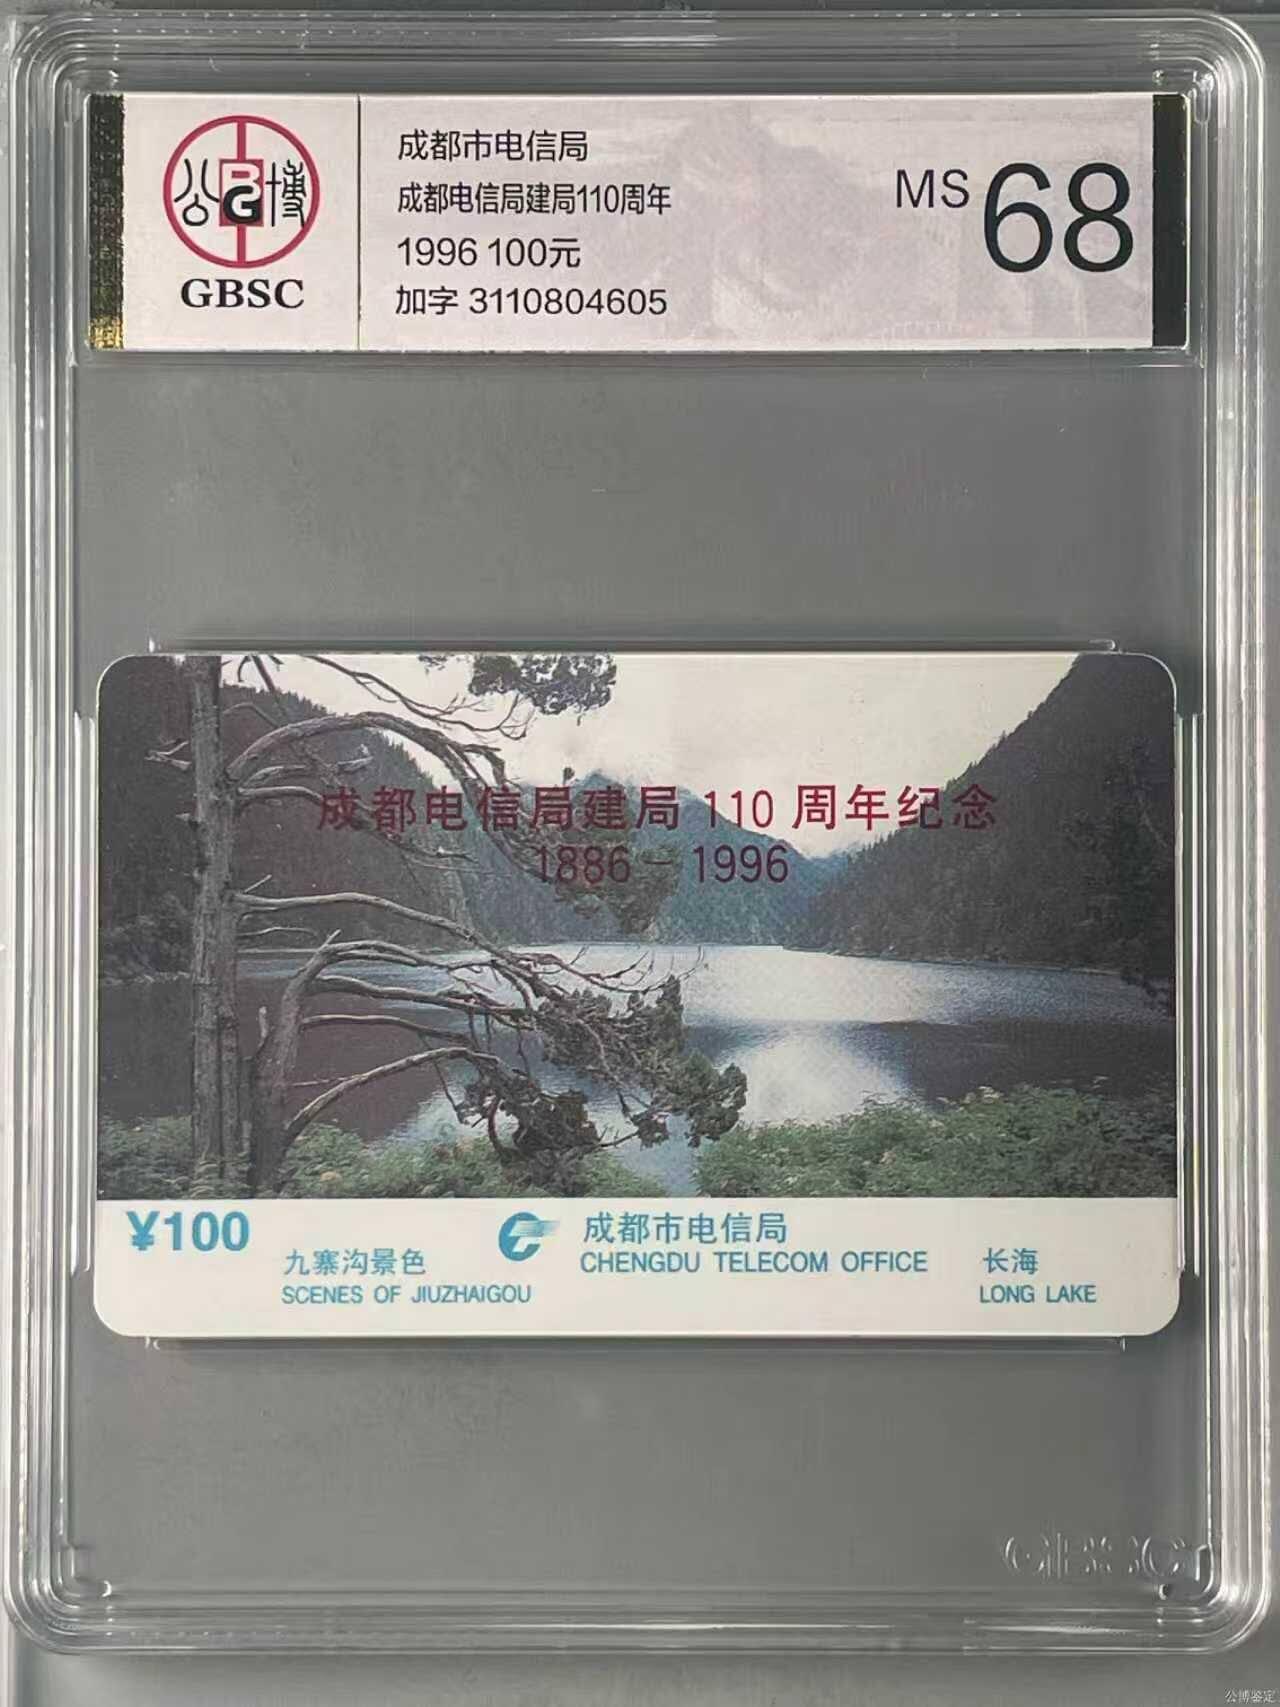 公博
BG
GBSC
成都市电信局
成都电信局建局110周年
1996 100元
加字 3110804605
MS 68
成都电信局建局 110 周年纪念
1886－1996
¥100
九寨沟景色
SCENES OF JIUZHAIGOU
成都市电信局
CHENGDU TELECOM OFFICE
长海
LONG LAKE
GBSC
公博鉴定